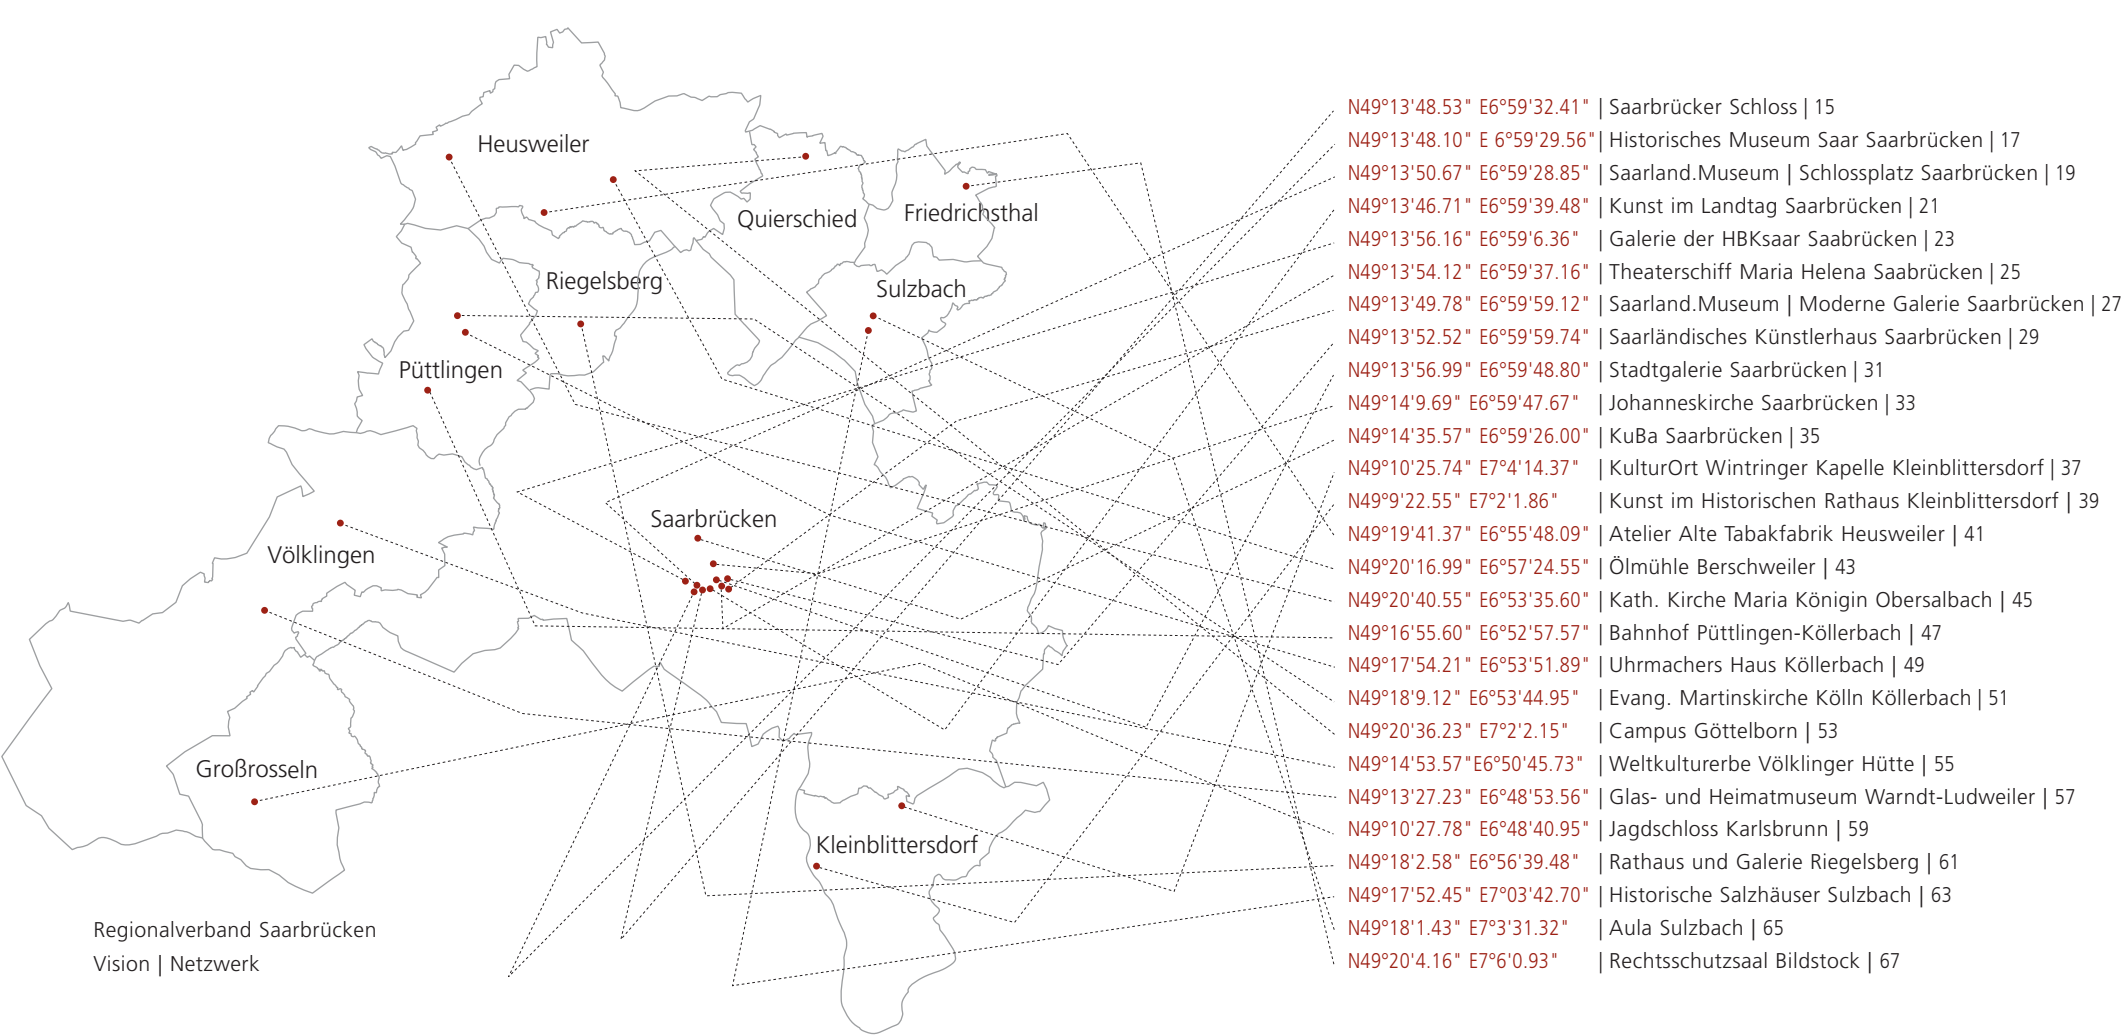 Heusweiler
Quierschied
Friedrichsthal
Riegelsberg
Sulzbach
Püttlingen
Saarbrücken
Völklingen
Großrosseln
Kleinblittersdorf
Regionalverband Saarbrücken
Vision | Netzwerk
N49°13'48.53" E6°59'32.41" | Saarbrücker Schloss | 15
N49°13'48.10" E 6°59'29.56" | Historisches Museum Saar Saarbrücken | 17
N49°13'50.67" E6°59'28.85" | Saarland.Museum | Schlossplatz Saarbrücken | 19
N49°13'46.71" E6°59'39.48" | Kunst im Landtag Saarbrücken | 21
N49°13'56.16" E6°59'6.36" | Galerie der HBKsaar Saabrücken | 23
N49°13'54.12" E6°59'37.16" | Theaterschiff Maria Helena Saabrücken | 25
N49°13'49.78" E6°59'59.12" | Saarland.Museum | Moderne Galerie Saarbrücken | 27
N49°13'52.52" E6°59'59.74" | Saarländisches Künstlerhaus Saarbrücken | 29
N49°13'56.99" E6°59'48.80" | Stadtgalerie Saarbrücken | 31
N49°14'9.69" E6°59'47.67" | Johanneskirche Saarbrücken | 33
N49°14'35.57" E6°59'26.00" | KuBa Saarbrücken | 35
N49°10'25.74" E7°4'14.37" | KulturOrt Wintringer Kapelle Kleinblittersdorf | 37
N49°9'22.55" E7°2'1.86" | Kunst im Historischen Rathaus Kleinblittersdorf | 39
N49°19'41.37" E6°55'48.09" | Atelier Alte Tabakfabrik Heusweiler | 41
N49°20'16.99" E6°57'24.55" | Ölmühle Berschweiler | 43
N49°20'40.55" E6°53'35.60" | Kath. Kirche Maria Königin Obersalbach | 45
N49°16'55.60" E6°52'57.57" | Bahnhof Püttlingen-Köllerbach | 47
N49°17'54.21" E6°53'51.89" | Uhrmachers Haus Köllerbach | 49
N49°18'9.12" E6°53'44.95" | Evang. Martinskirche Kölln Köllerbach | 51
N49°20'36.23" E7°2'2.15" | Campus Göttelborn | 53
N49°14'53.57"E6°50'45.73" | Weltkulturerbe Völklinger Hütte | 55
N49°13'27.23" E6°48'53.56" | Glas- und Heimatmuseum Warndt-Ludweiler | 57
N49°10'27.78" E6°48'40.95" | Jagdschloss Karlsbrunn | 59
N49°18'2.58" E6°56'39.48" | Rathaus und Galerie Riegelsberg | 61
N49°17'52.45" E7°03'42.70" | Historische Salzhäuser Sulzbach | 63
N49°18'1.43" E7°3'31.32" | Aula Sulzbach | 65
N49°20'4.16" E7°6'0.93" | Rechtsschutzsaal Bildstock | 67